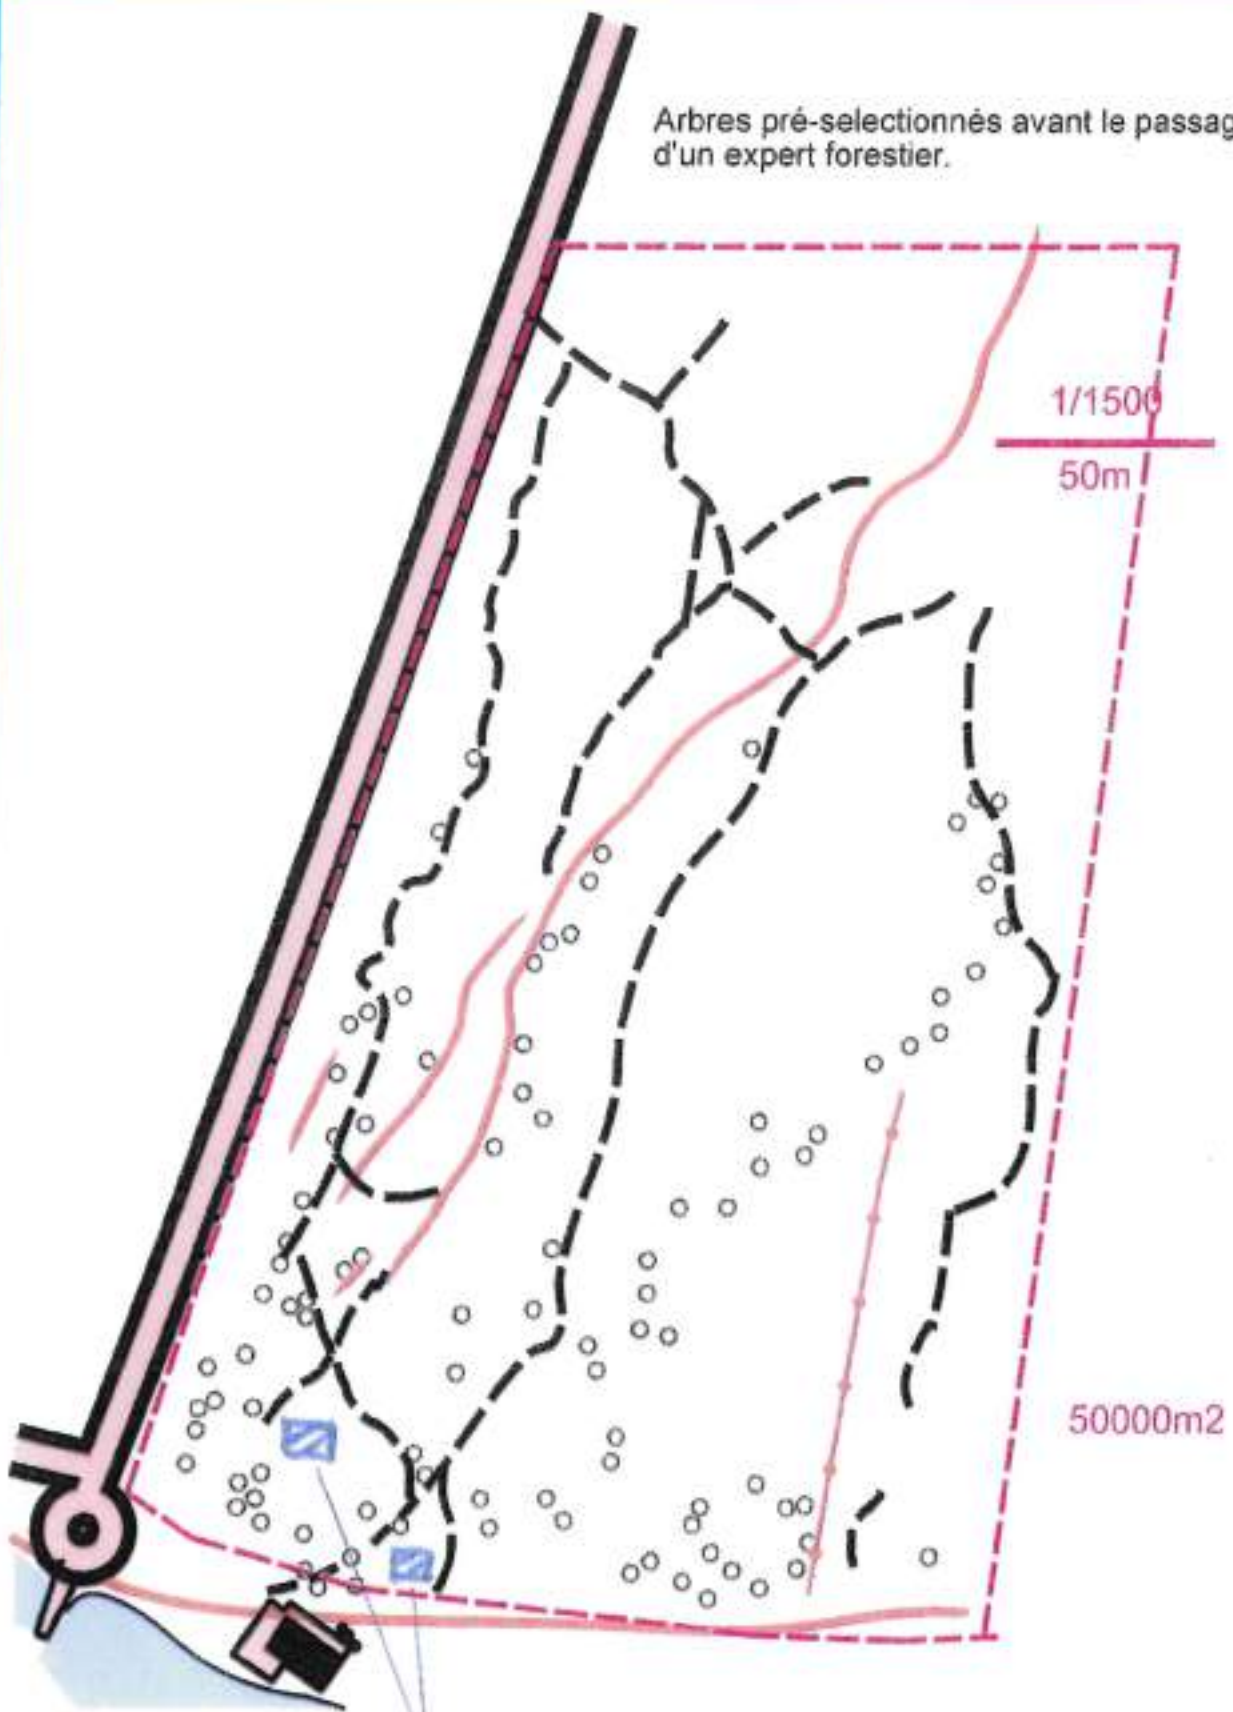 Arbres pré-selectionnés avant le passag
d'un expert forestier.
1/1500
50m
50000m2